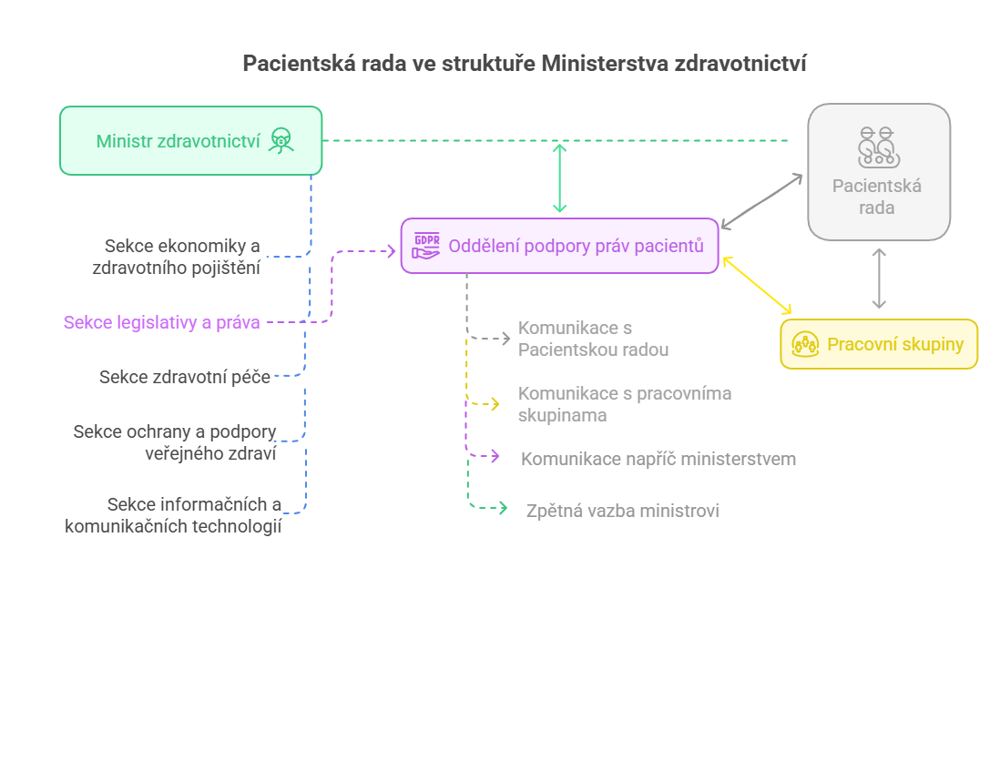 Pacientská rada ve struktuře Ministerstva zdravotnictví
Ministr zdravotnictví
Pacientská
rada
Sekce ekonomiky a
zdravotního pojištění
GDPR
Oddělení podpory práv pacientů
Sekce legislativy a práva
Komunikace s
Pacientskou radou
Pracovní skupiny
Sekce zdravotní péče
Komunikace s pracovníma
skupinama
Sekce ochrany a podpory
veřejného zdraví
Komunikace napříč ministerstvem
Sekce informačních a
komunikačních technologií
Zpětná vazba ministrovi